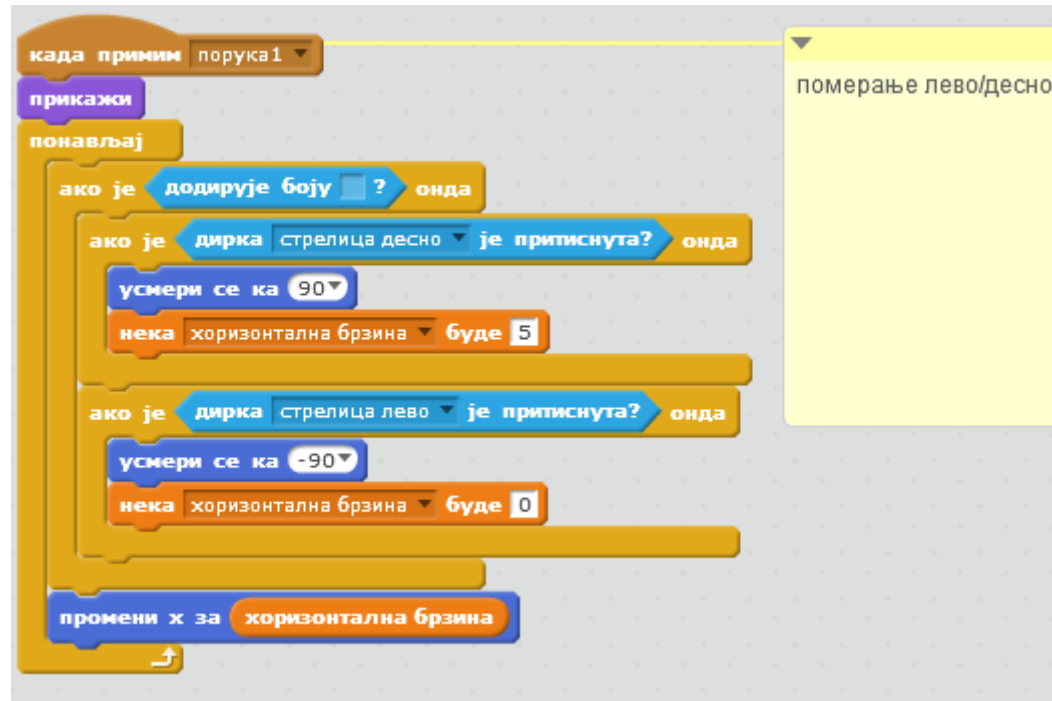 када примим порука1
прикажи
понављај
ако је додирује боју ? онда
ако је дирка стрелица десно је притиснута? онда
усмери се ка 90
нека хоризонтална брзина буде 5
ако је дирка стрелица лево је притиснута? онда
усмери се ка -90
нека хоризонтална брзина буде 0
промени х за хоризонтална брзина
померање лево/десно